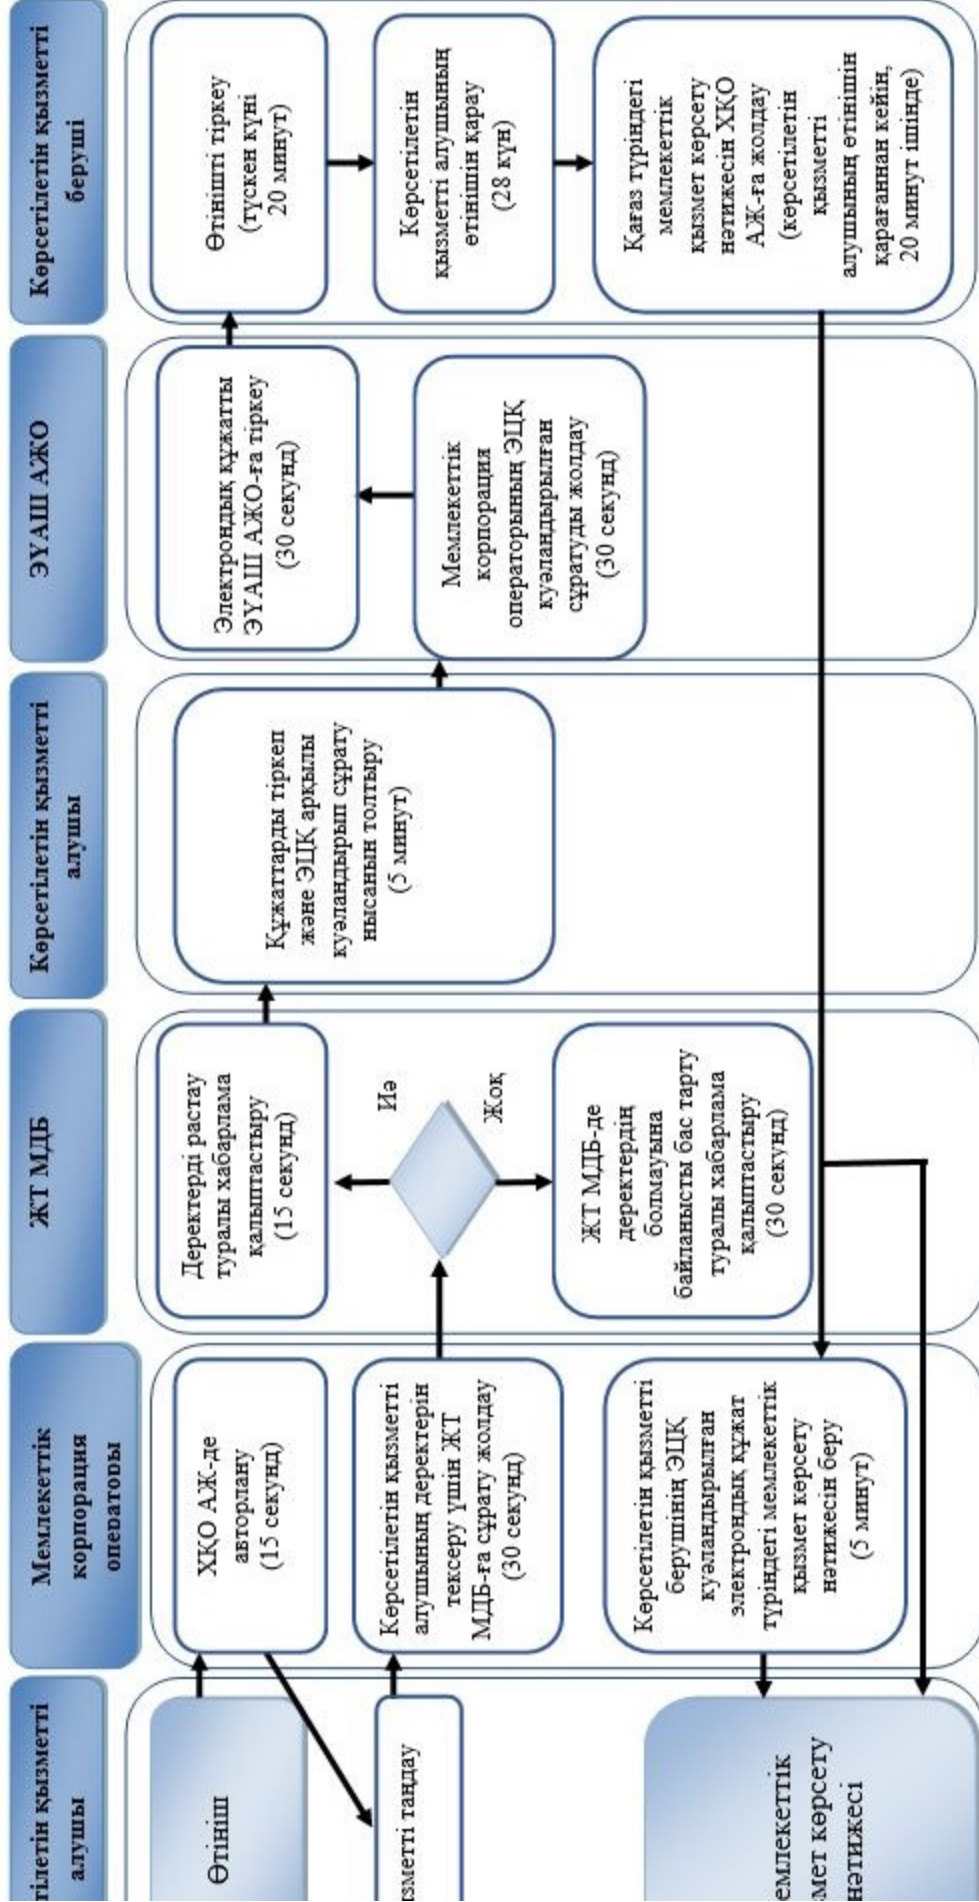 алушы
Өтініш
таңдау
көрсету
нәтижесі
Мемлекеттік
корпорация
операторы
ХҚО АЖ-де
авторлану
(15 секунд)
Көрсетілетін қызметті
алушының деректерін
тексеру үшін ЖТ
МДБ-ға сұрату жолдау
(30 секунд)
Көрсетілетін қызметті
берушінің ЭЦҚ
куәландырылған
электрондық құжат
түріндегі мемлекеттік
қызмет көрсету
нәтижесін беру
(5 минут)
ЖТ МДБ
Деректерді растау
туралы хабарлама
қалыптастыру
(15 секунд)
Иә
Жоқ
ЖТ МДБ-де
деректердің
болмауына
байланысты бас тарту
туралы хабарлама
қалыптастыру
(30 секунд)
Көрсетілетін қызметті
алушы
Құжаттарды тіркеп
және ЭЦҚ арқылы
куәландырып сұрату
нысанын толтыру
(5 минут)
ЭҮАШ АЖО
Электрондық құжатты
ЭҮАШ АЖО-ға тіркеу
(30 секунд)
Мемлекеттік
корпорация
операторының ЭЦҚ
куәландырылған
сұратуды жолдау
(30 секунд)
Көрсетілетін қызметті
беруші
Өтінішті тіркеу
(түскен күні
20 минут)
Көрсетілетін
қызметті алушының
өтінішін қарау
(28 күн)
Қағаз түріндегі
мемлекеттік
қызмет көрсету
нәтижесін ХҚО
АЖ-ға жолдау
(көрсетілетін
қызметті
алушының өтінішін
қарағаннан кейін,
20 минут ішінде)